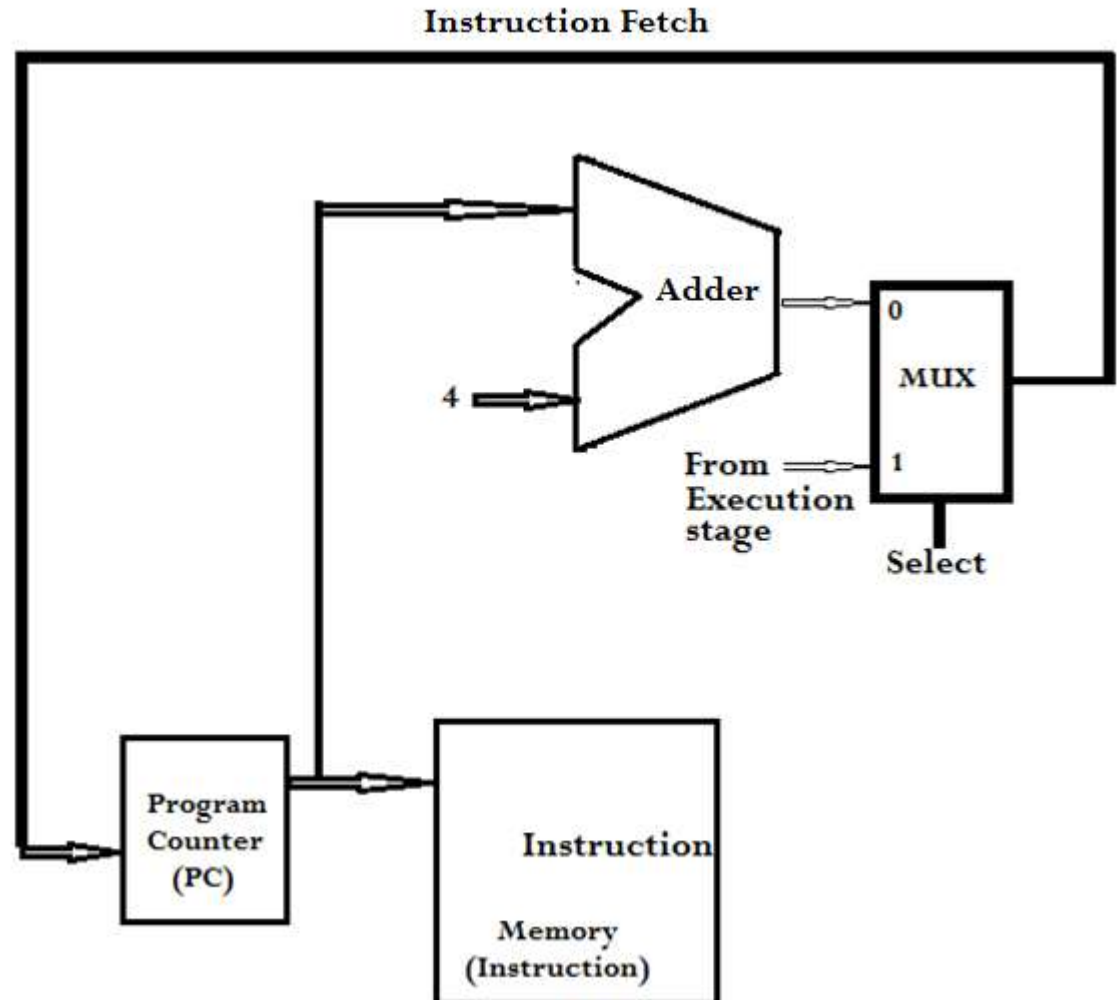 Instruction Fetch
Adder
0
MUX
4
From
Execution
stage
1
Select
Program
Counter
(PC)
Instruction
Memory
(Instruction)